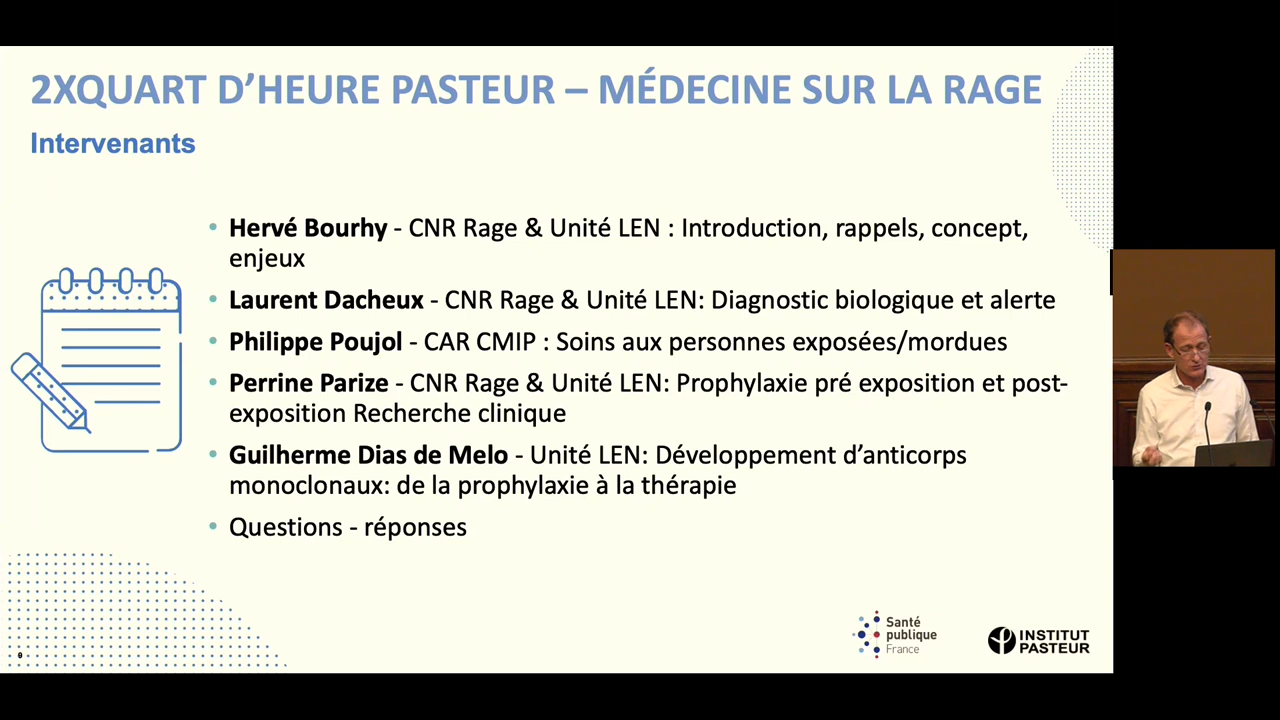 2XQUART D’HEURE PASTEUR – MÉDECINE SUR LA RAGE
Intervenants
• Hervé Bourhy - CNR Rage & Unité LEN : Introduction, rappels, concept,
enjeux
• Laurent Dacheux - CNR Rage & Unité LEN: Diagnostic biologique et alerte
• Philippe Poujol - CAR CMIP : Soins aux personnes exposées/mordues
• Perrine Parize - CNR Rage & Unité LEN: Prophylaxie pré exposition et post-
exposition Recherche clinique
• Guilherme Dias de Melo - Unité LEN: Développement d’anticorps
monoclonaux: de la prophylaxie à la thérapie
• Questions - réponses
Santé
publique
France
INSTITUT
PASTEUR
9